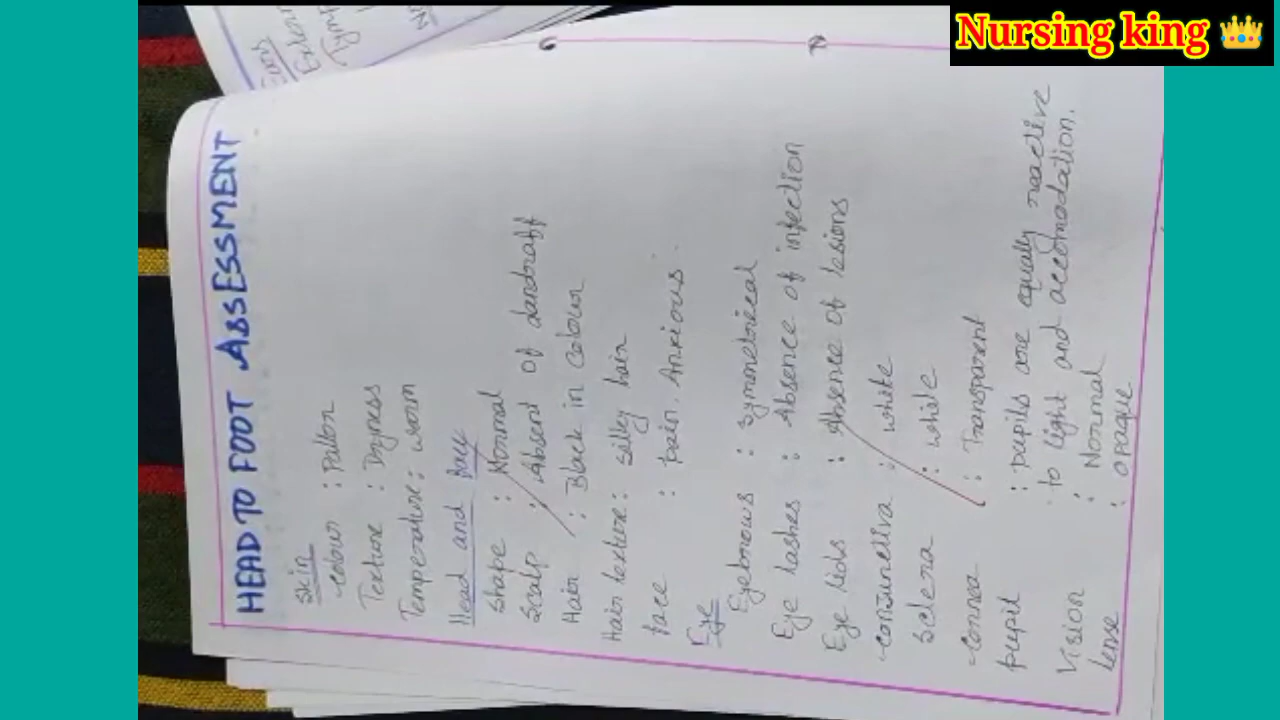 Nursing king 👑
HEAD TO FOOT ASSESSMENT
Skin
colour : Pallor
Texture : Dryness
Temperature : warm
Head and face
Shape : Normal
Scalp : Absent of dandraff
Hair : Black in Colour
Hair texture : silky hair
face : pain. Anxious.
Eye
Eyebrows : Symmetrical
Eye lashes : Absence of infection
Eye lids : Absence of lesions
conjunctiva : white
Sclera : white
cornea : Transparent
pupil : pupils are equally reactive
to light and accomodation.
Vision : Normal
lense : opaque
Ears